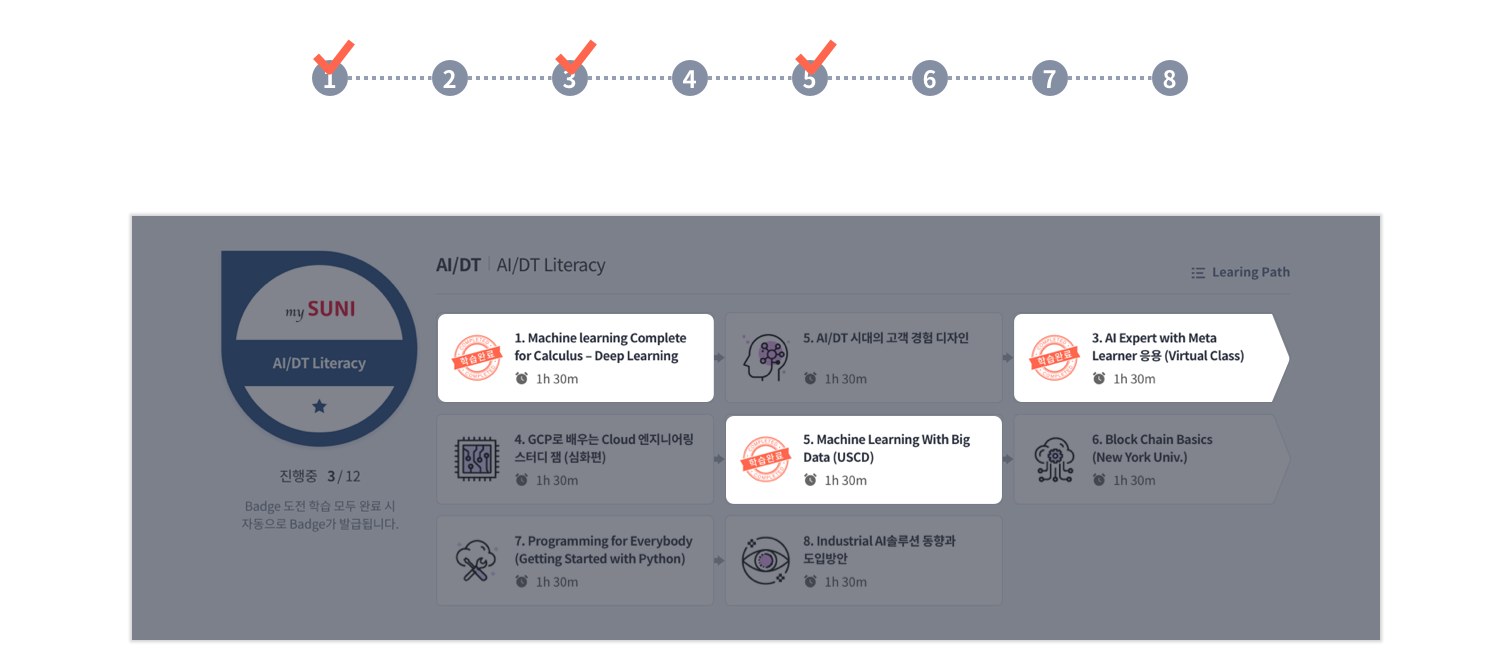 1 2 3 4 5 6 7 8
AI/DT | AI/DT Literacy
Learing Path
my SUNI
AI/DT Literacy
진행중 3 / 12
Badge 도전 학습 모두 완료 시
자동으로 Badge가 발급됩니다.
COMPLETED
학습완료
COMPLETED
1. Machine learning Complete
for Calculus – Deep Learning
1h 30m
5. AI/DT 시대의 고객 경험 디자인
1h 30m
COMPLETED
학습완료
COMPLETED
3. AI Expert with Meta
Learner 응용 (Virtual Class)
1h 30m
4. GCP로 배우는 Cloud 엔지니어링
스터디 잼 (심화편)
1h 30m
COMPLETED
학습완료
COMPLETED
5. Machine Learning With Big
Data (USCD)
1h 30m
6. Block Chain Basics
(New York Univ.)
1h 30m
7. Programming for Everybody
(Getting Started with Python)
1h 30m
8. Industrial AI솔루션 동향과
도입방안
1h 30m